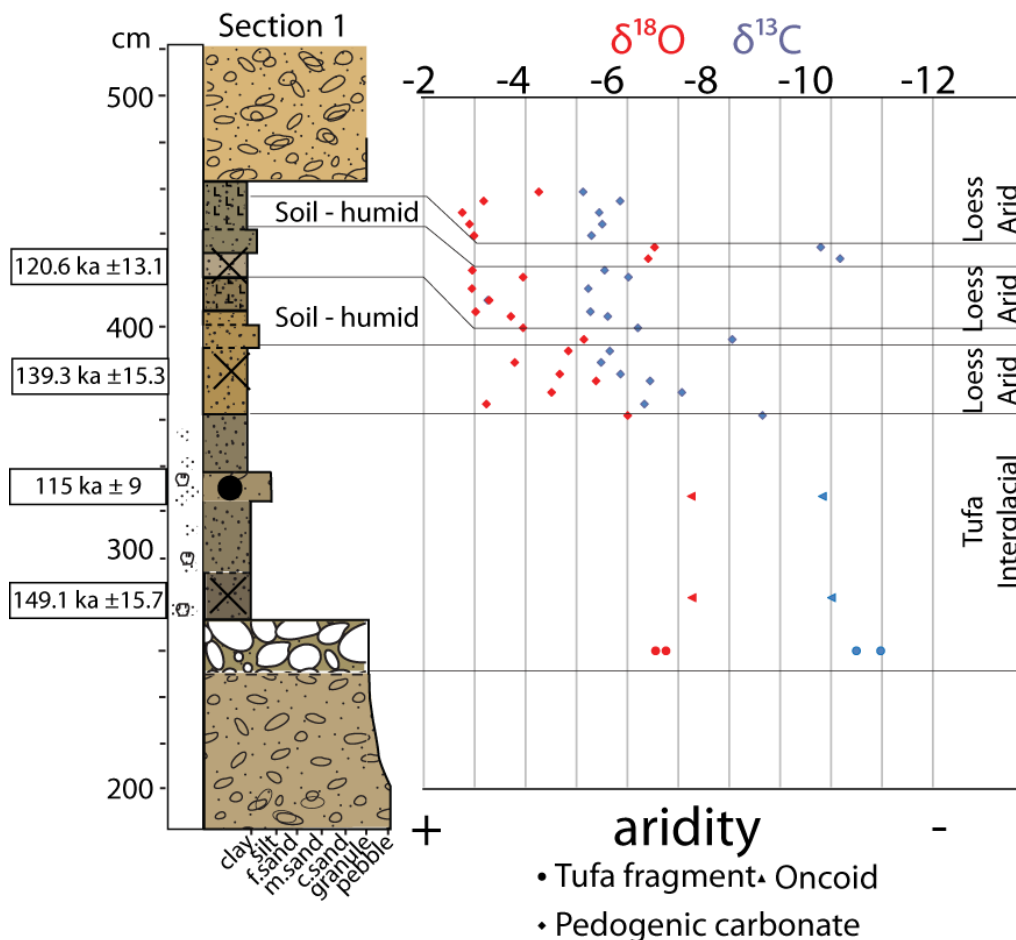 Section 1
cm
δ18O
δ13C
-2 -4 -6 -8 -10 -12
500
400
300
200
120.6 ka ±13.1
139.3 ka ±15.3
115 ka ± 9
149.1 ka ±15.7
Soil - humid
Soil - humid
Loess
Arid
Loess
Arid
Loess
Arid
Tufa
Interglacial
clay
silt
f.sand
m.sand
c.sand
granule
pebble
+ aridity -
• Tufa fragment ▲ Oncoid
◆ Pedogenic carbonate